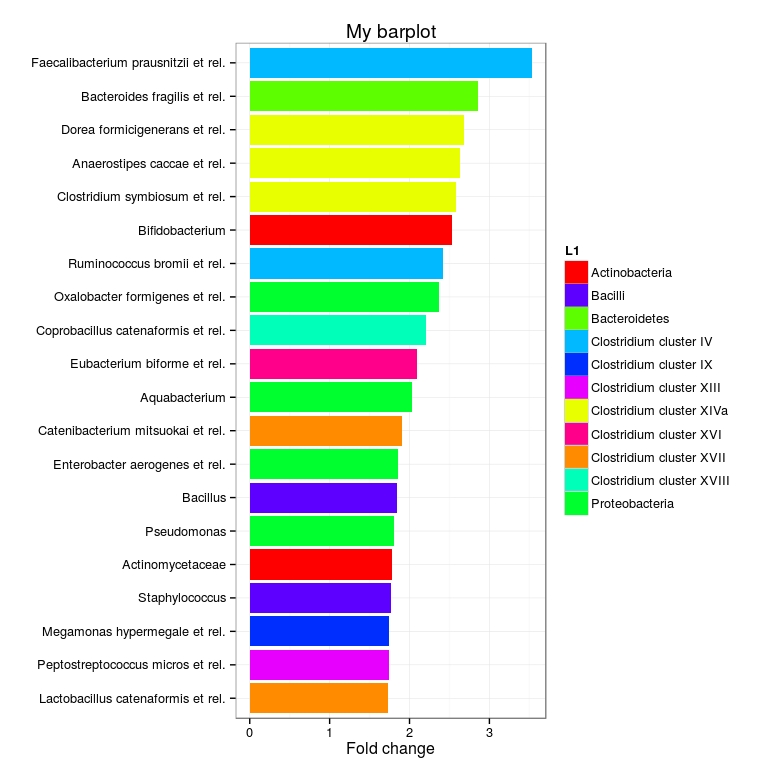 My barplot
Faecalibacterium prausnitzii et rel.
Bacteroides fragilis et rel.
Dorea formicigenerans et rel.
Anaerostipes caccae et rel.
Clostridium symbiosum et rel.
Bifidobacterium
Ruminococcus bromii et rel.
Oxalobacter formigenes et rel.
Coprobacillus catenaformis et rel.
Eubacterium biforme et rel.
Aquabacterium
Catenibacterium mitsuokai et rel.
Enterobacter aerogenes et rel.
Bacillus
Pseudomonas
Actinomycetaceae
Staphylococcus
Megamonas hypermegale et rel.
Peptostreptococcus micros et rel.
Lactobacillus catenaformis et rel.
0 1 2 3
Fold change
L1
Actinobacteria
Bacilli
Bacteroidetes
Clostridium cluster IV
Clostridium cluster IX
Clostridium cluster XIII
Clostridium cluster XIVa
Clostridium cluster XVI
Clostridium cluster XVII
Clostridium cluster XVIII
Proteobacteria